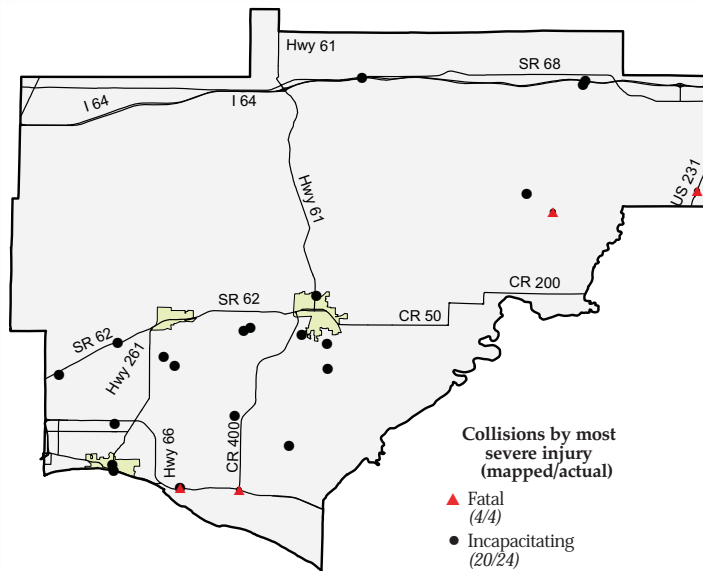 Hwy 61
SR 68
I 64
I 64
US 231
Hwy 61
CR 200
SR 62
CR 50
SR 62
Hwy 261
Hwy 66
CR 400
Collisions by most
severe injury
(mapped/actual)
Fatal
(4/4)
Incapacitating
(20/24)